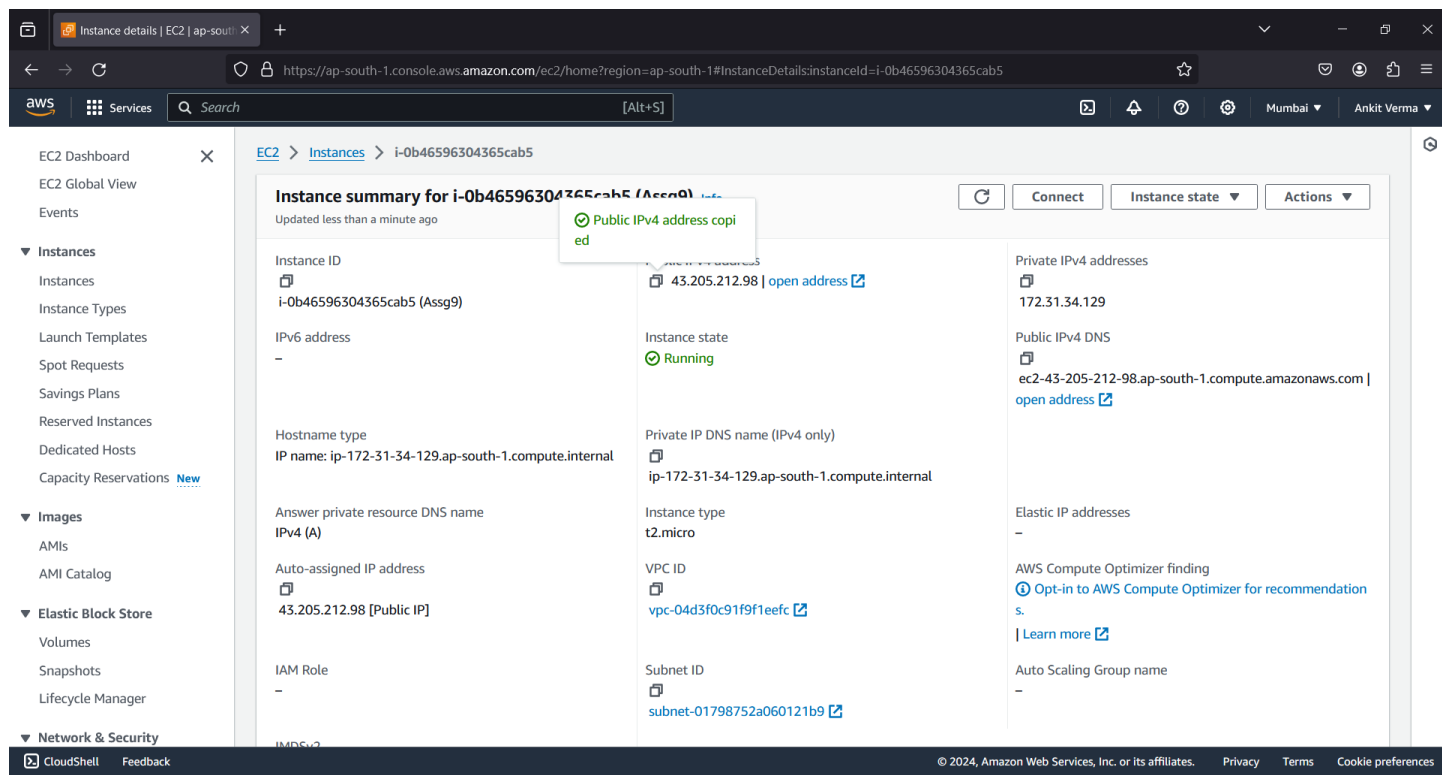 Instance details | EC2 | ap-south
https://ap-south-1.console.aws.amazon.com/ec2/home?region=ap-south-1#InstanceDetails:instanceId=i-0b46596304365cab5
aws Services Search [Alt+S] Mumbai Ankit Verma
EC2 Dashboard
EC2 Global View
Events
Instances
Instances
Instance Types
Launch Templates
Spot Requests
Savings Plans
Reserved Instances
Dedicated Hosts
Capacity Reservations New
Images
AMIs
AMI Catalog
Elastic Block Store
Volumes
Snapshots
Lifecycle Manager
Network & Security
EC2 > Instances > i-0b46596304365cab5
Instance summary for i-0b46596304365cab5 (Assg9) Info
Connect Instance state Actions
Updated less than a minute ago
Public IPv4 address copi
ed
Instance ID
i-0b46596304365cab5 (Assg9)
Public IPv4 address
43.205.212.98 | open address
Private IPv4 addresses
172.31.34.129
IPv6 address
–
Instance state
Running
Public IPv4 DNS
ec2-43-205-212-98.ap-south-1.compute.amazonaws.com |
open address
Hostname type
IP name: ip-172-31-34-129.ap-south-1.compute.internal
Private IP DNS name (IPv4 only)
ip-172-31-34-129.ap-south-1.compute.internal
Answer private resource DNS name
IPv4 (A)
Instance type
t2.micro
Elastic IP addresses
–
Auto-assigned IP address
43.205.212.98 [Public IP]
VPC ID
vpc-04d3f0c91f9f1eefc
AWS Compute Optimizer finding
Opt-in to AWS Compute Optimizer for recommendation
s.
| Learn more
IAM Role
–
Subnet ID
subnet-01798752a060121b9
Auto Scaling Group name
–
IMDSv2
CloudShell Feedback © 2024, Amazon Web Services, Inc. or its affiliates. Privacy Terms Cookie preferences